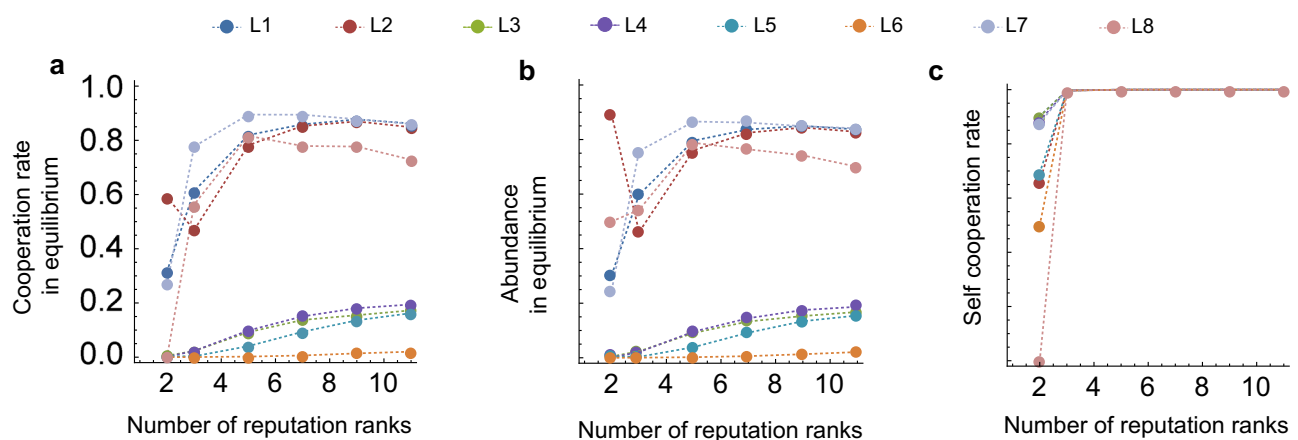 L1 L2 L3 L4 L5 L6 L7 L8
a
Cooperation rate
in equilibrium
1.0
0.8
0.6
0.4
0.2
0.0
2 4 6 8 10
Number of reputation ranks
b
Abundance
in equilibrium
2 4 6 8 10
Number of reputation ranks
c
Self cooperation rate
2 4 6 8 10
Number of reputation ranks